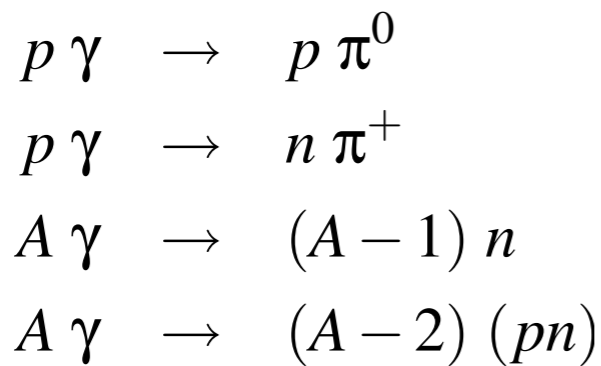 p γ → p π⁰
p γ → n π⁺
A γ → (A − 1) n
A γ → (A − 2) (pn)